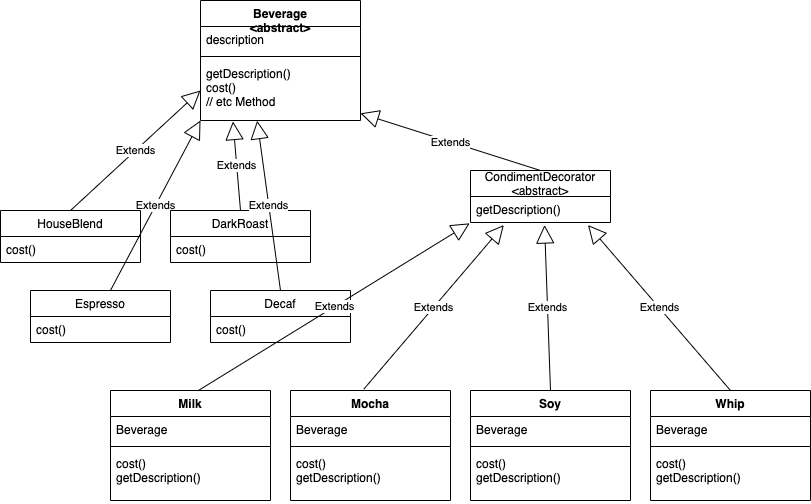 Beverage
<abstract>
description
getDescription()
cost()
// etc Method
Extends
Extends
Extends
Extends
Extends
CondimentDecorator
<abstract>
getDescription()
HouseBlend
cost()
DarkRoast
cost()
Espresso
cost()
Decaf
cost()
Extends
Extends
Extends
Extends
Milk
Beverage
cost()
getDescription()
Mocha
Beverage
cost()
getDescription()
Soy
Beverage
cost()
getDescription()
Whip
Beverage
cost()
getDescription()